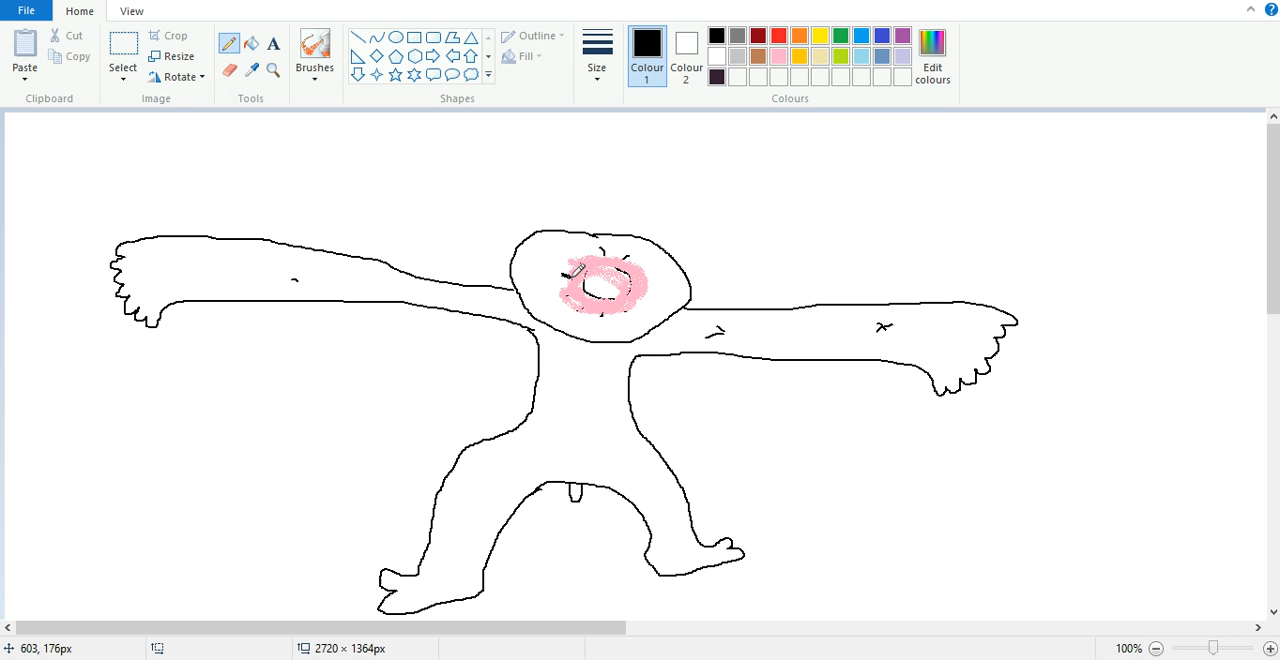 File Home View
Cut
Copy
Paste
Clipboard
Crop
Resize
Rotate
Select
Image
A
Tools
Brushes
Outline
Fill
Shapes
Size
Colour 1
Colour 2
Edit colours
Colours
603, 176px
2720 × 1364px
100%